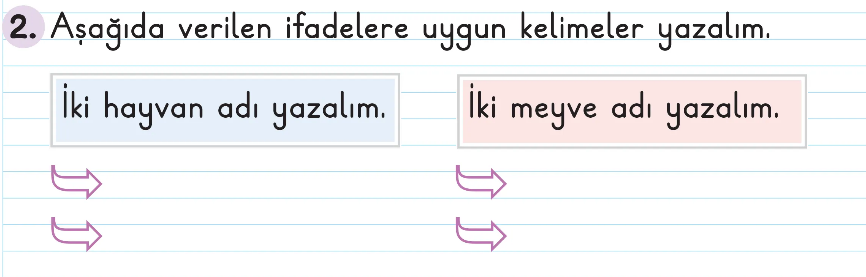 2. Aşağıda verilen ifadelere uygun kelimeler yazalım.
İki hayvan adı yazalım.
İki meyve adı yazalım.